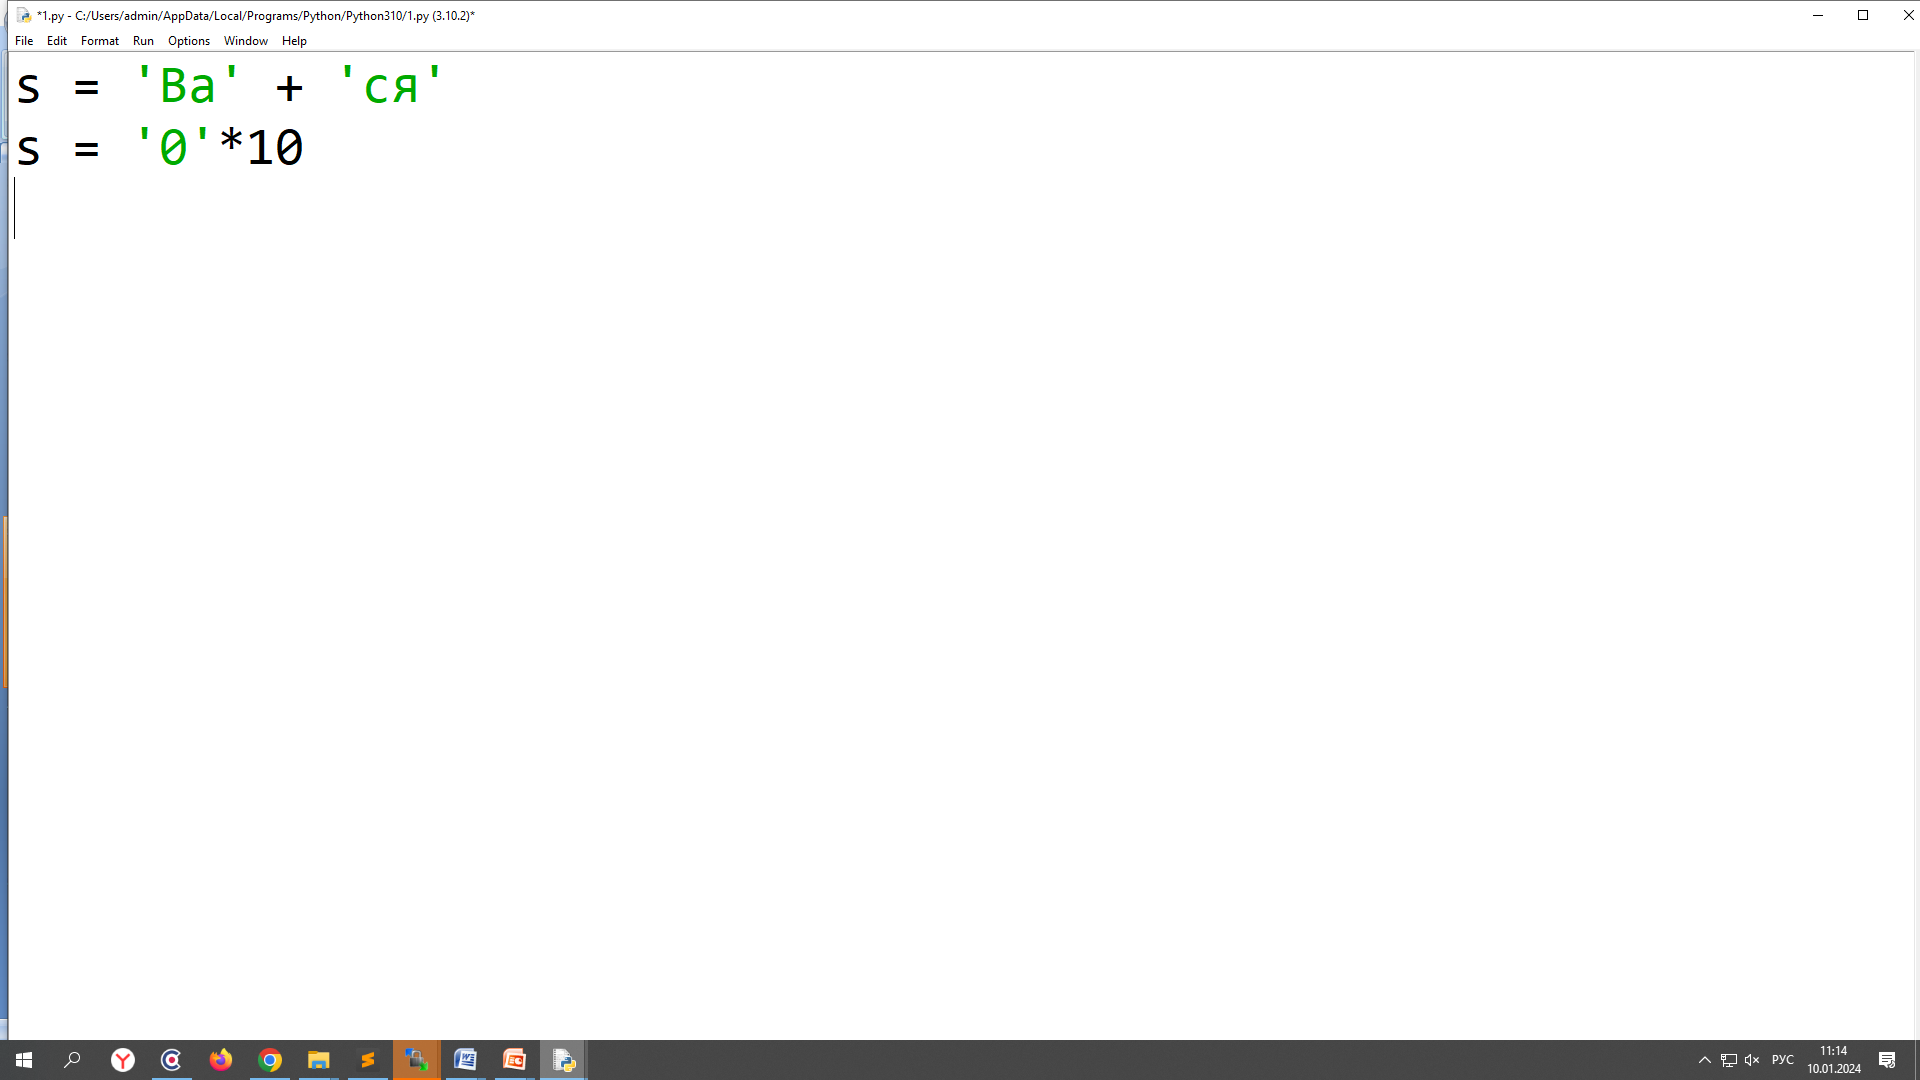 *1.py - C:/Users/admin/AppData/Local/Programs/Python/Python310/1.py (3.10.2)*
File Edit Format Run Options Window Help
s = 'Ва' + 'ся'
s = '0'*10
РУС
11:14
10.01.2024